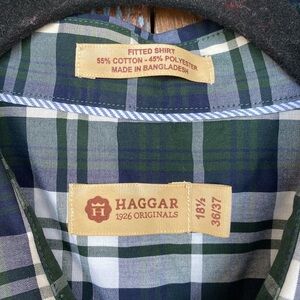 FITTED SHIRT
55% COTTON - 45% POLYESTER
MADE IN BANGLADESH
H
HAGGAR
1926 ORIGINALS
18½
36/37